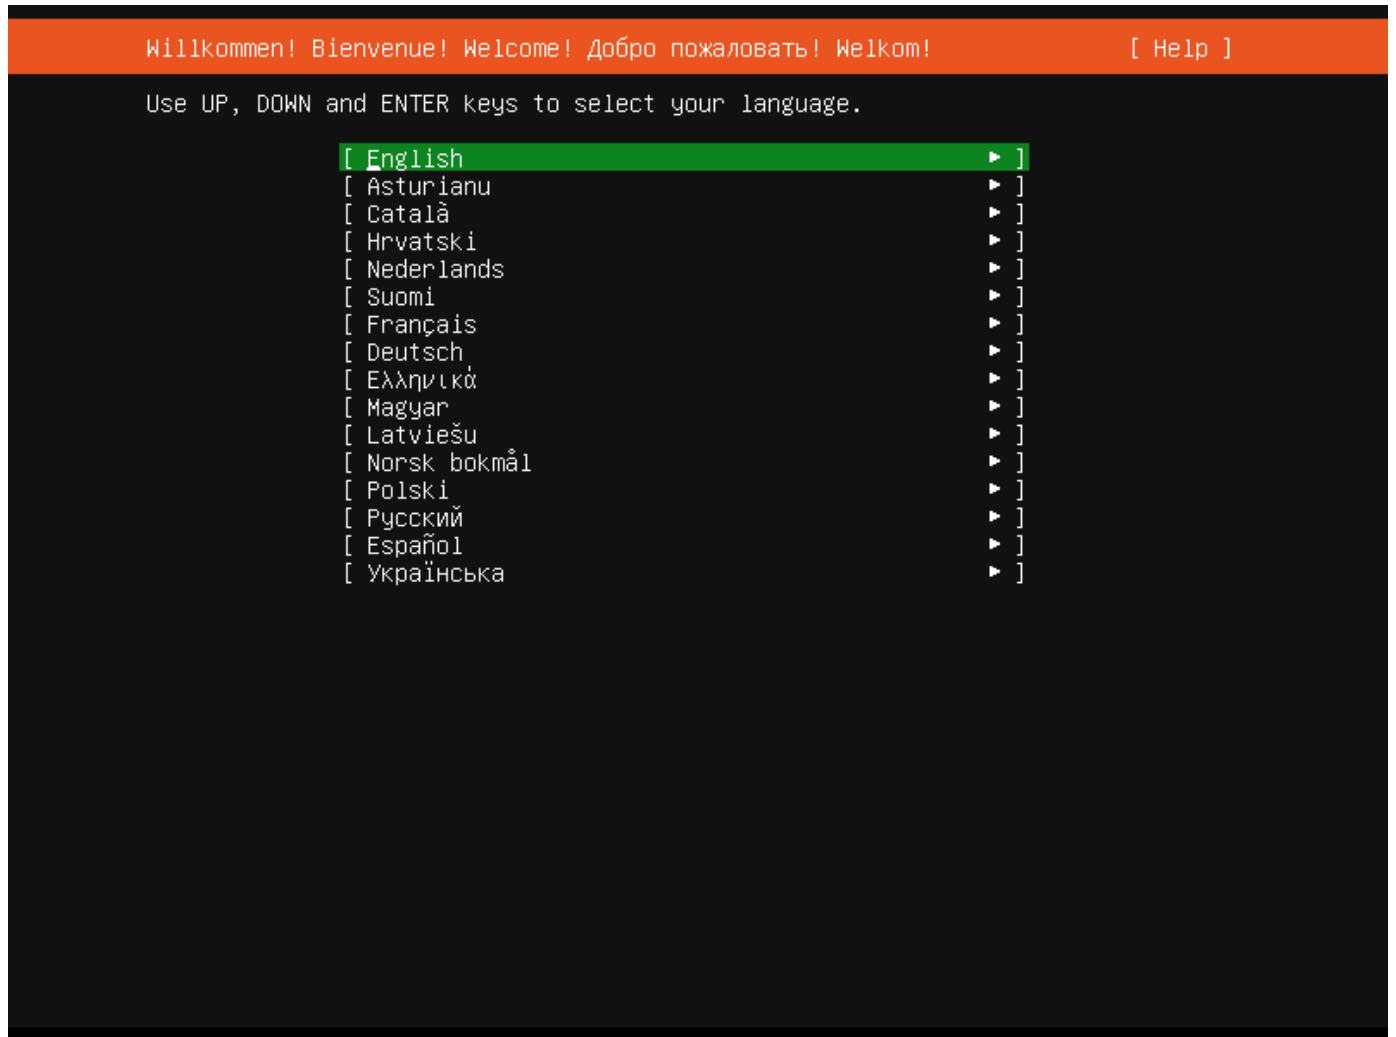 Willkommen! Bienvenue! Welcome! Добро пожаловать! Welkom! [ Help ]
Use UP, DOWN and ENTER keys to select your language.
[ English ► ]
[ Asturianu ► ]
[ Català ► ]
[ Hrvatski ► ]
[ Nederlands ► ]
[ Suomi ► ]
[ Français ► ]
[ Deutsch ► ]
[ Ελληνικά ► ]
[ Magyar ► ]
[ Latviešu ► ]
[ Norsk bokmål ► ]
[ Polski ► ]
[ Русский ► ]
[ Español ► ]
[ Українська ► ]